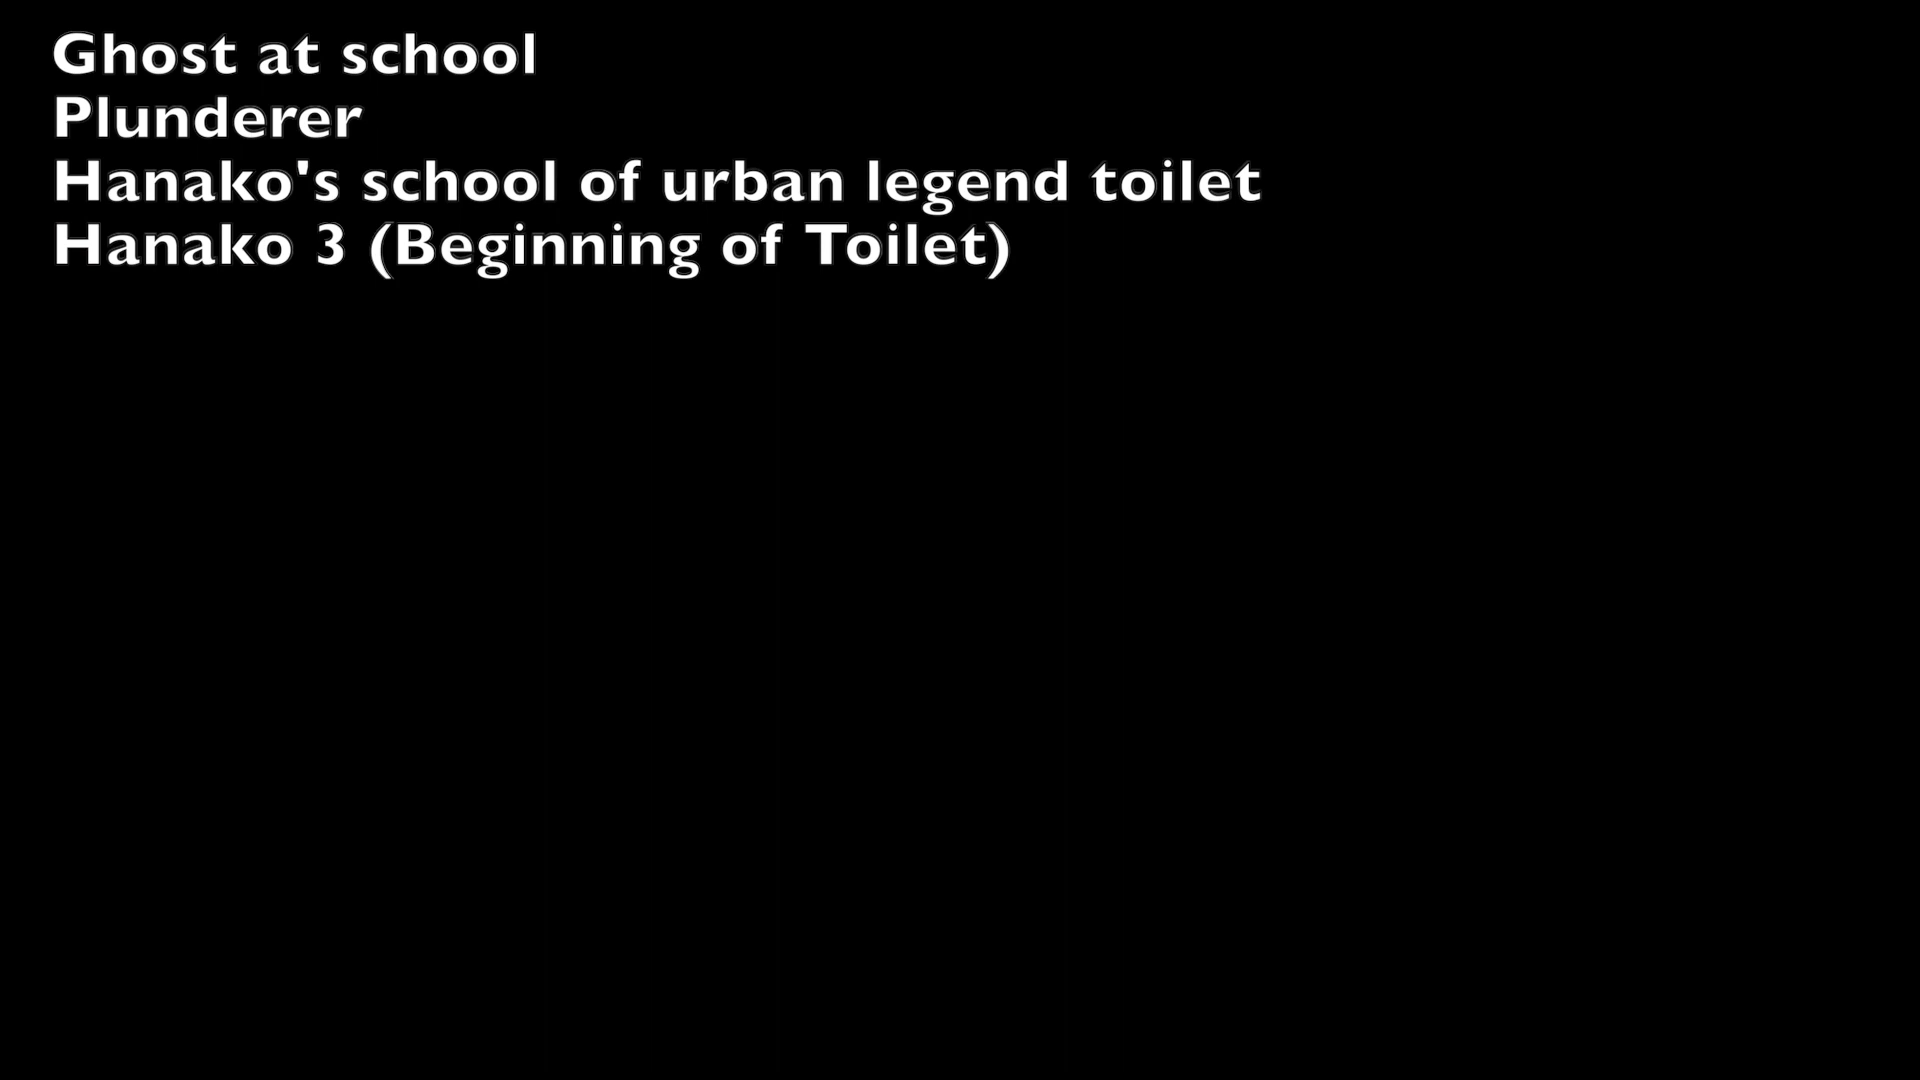 Ghost at school
Plunderer
Hanako's school of urban legend toilet
Hanako 3 (Beginning of Toilet)